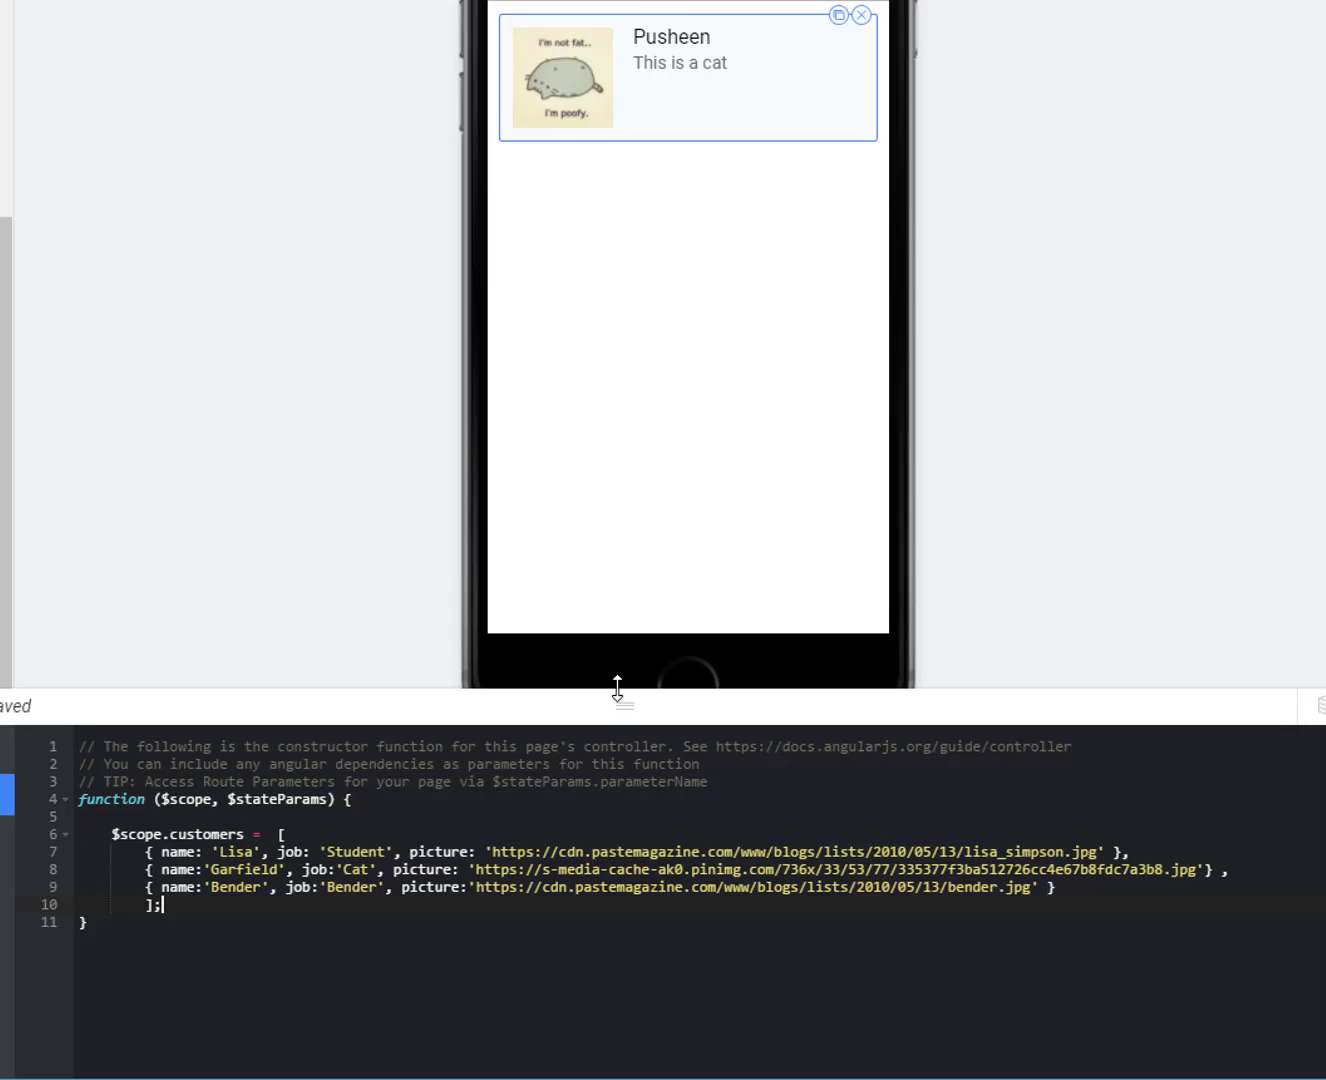 I'm not fat..
I'm poofy.
Pusheen
This is a cat
aved
1 // The following is the constructor function for this page's controller. See https://docs.angularjs.org/guide/controller
2 // You can include any angular dependencies as parameters for this function
3 // TIP: Access Route Parameters for your page via $stateParams.parameterName
4 function ($scope, $stateParams) {
5
6 $scope.customers = [
7 { name: 'Lisa', job: 'Student', picture: 'https://cdn.pastemagazine.com/www/blogs/lists/2010/05/13/lisa_simpson.jpg' },
8 { name:'Garfield', job:'Cat', picture: 'https://s-media-cache-ak0.pinimg.com/736x/33/53/77/335377f3ba512726cc4e67b8fdc7a3b8.jpg'} ,
9 { name:'Bender', job:'Bender', picture:'https://cdn.pastemagazine.com/www/blogs/lists/2010/05/13/bender.jpg' }
10 ];
11 }